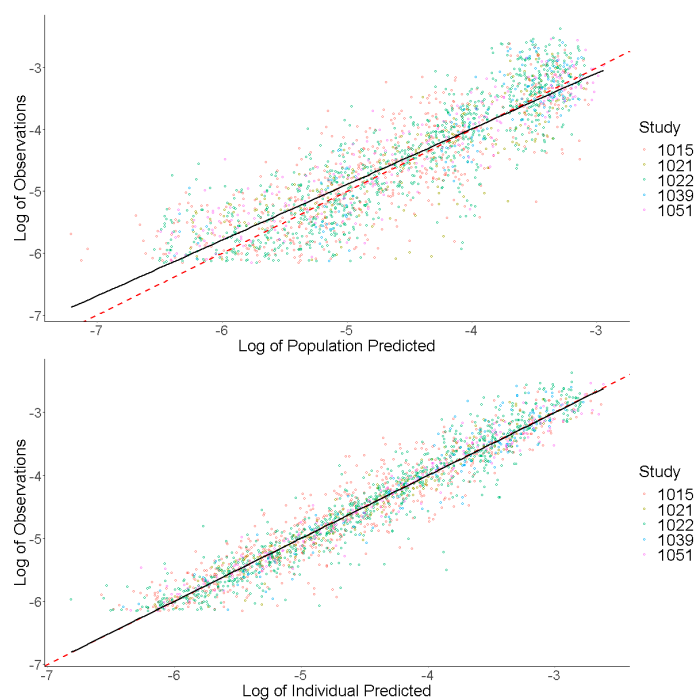 -3
-4
-5
-6
-7
Log of Observations
-7 -6 -5 -4 -3
Log of Population Predicted
Study
1015
1021
1022
1039
1051
-3
-4
-5
-6
-7
Log of Observations
-7 -6 -5 -4 -3
Log of Individual Predicted
Study
1015
1021
1022
1039
1051